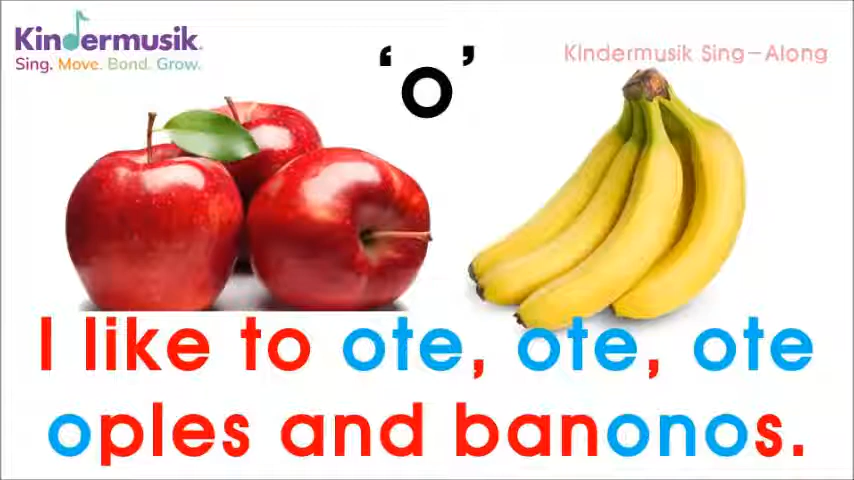 Kindermusik
Sing. Move. Bond. Grow.
'o'
Kindermusik Sing-Along
I like to ote, ote, ote
oples and banonos.